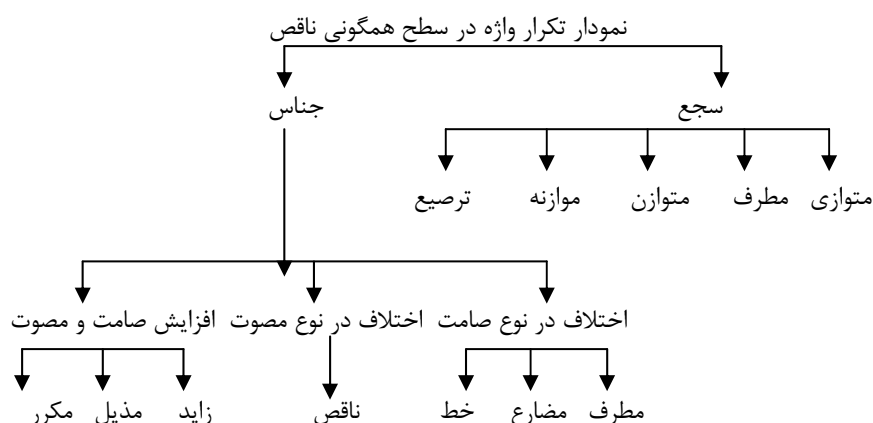 نمودار تکرار واژه در سطح همگونی ناقص
سجع جناس
متوازی مطرف متوازن موازنه ترصیع
اختلاف در نوع صامت اختلاف در نوع مصوت افزایش صامت و مصوت
مطرف مضارع خط ناقص زاید مذیل مکرر